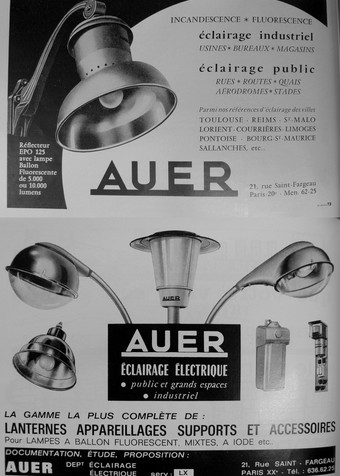 INCANDESCENCE * FLUORESCENCE
éclairage industriel
USINES * BUREAUX * MAGASINS
éclairage public
RUES * ROUTES * QUAIS
AÉRODROMES * STADES
Parmi nos références d'éclairage des villes
TOULOUSE - REIMS - St-MALO
LORIENT-COURRIÈRES-LIMOGES
PONTOISE - BOURG-St-MAURICE
SALLANCHES, etc..
Réflecteur
EPO 125
avec lampe
Ballon
Fluorescente
de 5.000
ou 10.000
lumens
AUER
25, rue Saint-Fargeau
Paris-20e - Men. 62-25
AUER
AUER
ÉCLAIRAGE ÉLECTRIQUE
• public et grands espaces
• industriel
LA GAMME LA PLUS COMPLÈTE DE :
LANTERNES APPAREILLAGES SUPPORTS ET ACCESSOIRES
Pour LAMPES A BALLON FLUORESCENT, MIXTES, A IODE etc..
DOCUMENTATION, ÉTUDE, PROPOSITION :
AUER
DEPT ÉCLAIRAGE
ÉLECTRIQUE
serv : LX
21, Rue SAINT - FARGEAU
PARIS XXe - Tél. : 636.62.25